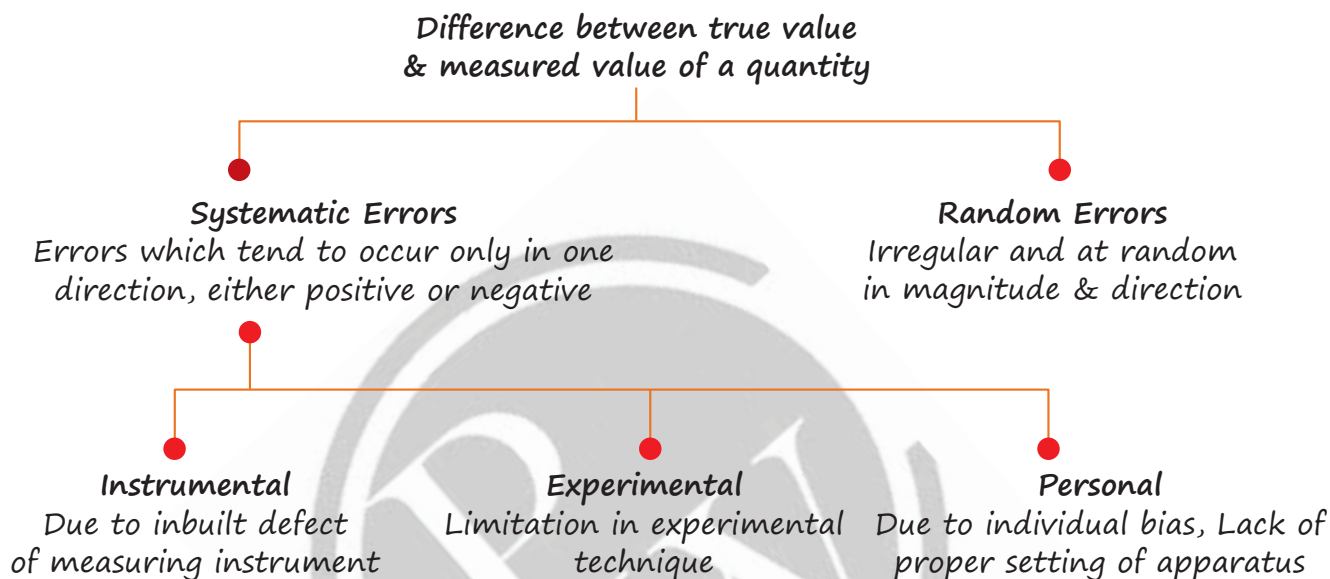 Difference between true value
& measured value of a quantity
Systematic Errors
Errors which tend to occur only in one
direction, either positive or negative
Random Errors
Irregular and at random
in magnitude & direction
Instrumental
Due to inbuilt defect
of measuring instrument
Experimental
Limitation in experimental
technique
Personal
Due to individual bias, Lack of
proper setting of apparatus